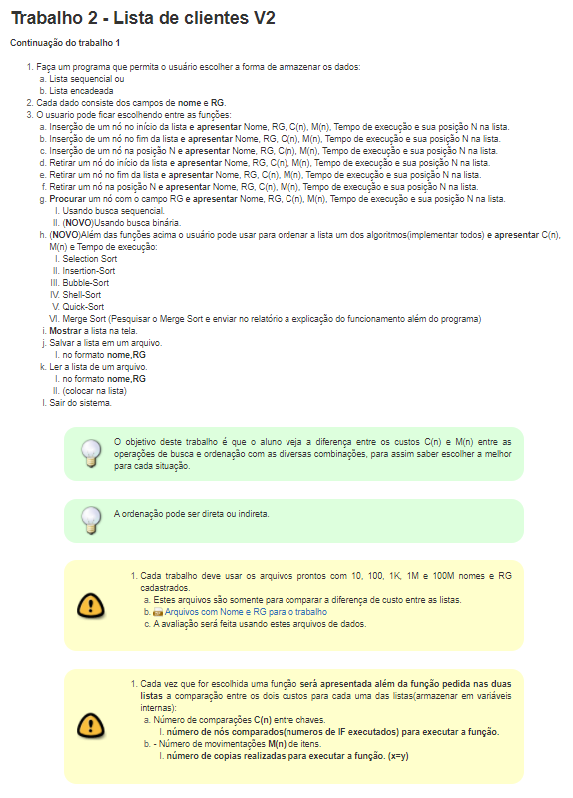 Trabalho 2 - Lista de clientes V2
Continuação do trabalho 1
1. Faça um programa que permita o usuário escolher a forma de armazenar os dados:
a. Lista sequencial ou
b. Lista encadeada
2. Cada dado consiste dos campos de nome e RG.
3. O usuario pode ficar escolhendo entre as funções:
a. Inserção de um nó no início da lista e apresentar Nome, RG, C(n), M(n), Tempo de execução e sua posição N na lista.
b. Inserção de um nó no fim da lista e apresentar Nome, RG, C(n), M(n), Tempo de execução e sua posição N na lista.
c. Inserção de um nó na posição N e apresentar Nome, RG, C(n), M(n), Tempo de execução e sua posição N na lista.
d. Retirar um nó do início da lista e apresentar Nome, RG, C(n), M(n), Tempo de execução e sua posição N na lista.
e. Retirar um nó no fim da lista e apresentar Nome, RG, C(n), M(n), Tempo de execução e sua posição N na lista.
f. Retirar um nó na posição N e apresentar Nome, RG, C(n), M(n), Tempo de execução e sua posição N na lista.
g. Procurar um nó com o campo RG e apresentar Nome, RG, C(n), M(n), Tempo de execução e sua posição N na lista.
I. Usando busca sequencial.
II. (NOVO)Usando busca binária.
h. (NOVO)Além das funções acima o usuário pode usar para ordenar a lista um dos algoritmos(implementar todos) e apresentar C(n),
M(n) e Tempo de execução:
I. Selection Sort
II. Insertion-Sort
III. Bubble-Sort
IV. Shell-Sort
V. Quick-Sort
VI. Merge Sort (Pesquisar o Merge Sort e enviar no relatório a explicação do funcionamento além do programa)
i. Mostrar a lista na tela.
j. Salvar a lista em um arquivo.
I. no formato nome,RG
k. Ler a lista de um arquivo.
I. no formato nome,RG
II. (colocar na lista)
l. Sair do sistema.
O objetivo deste trabalho é que o aluno veja a diferença entre os custos C(n) e M(n) entre as
operações de busca e ordenação com as diversas combinações, para assim saber escolher a melhor
para cada situação.
A ordenação pode ser direta ou indireta.
1. Cada trabalho deve usar os arquivos prontos com 10, 100, 1K, 1M e 100M nomes e RG
cadastrados.
a. Estes arquivos são somente para comparar a diferença de custo entre as listas.
b. Arquivos com Nome e RG para o trabalho
c. A avaliação será feita usando estes arquivos de dados.
1. Cada vez que for escolhida uma função será apresentada além da função pedida nas duas
listas a comparação entre os dois custos para cada uma das listas(armazenar em variáveis
internas):
a. Número de comparações C(n) entre chaves.
I. número de nós comparados(numeros de IF executados) para executar a função.
b. - Número de movimentações M(n) de itens.
I. número de copias realizadas para executar a função. (x=y)